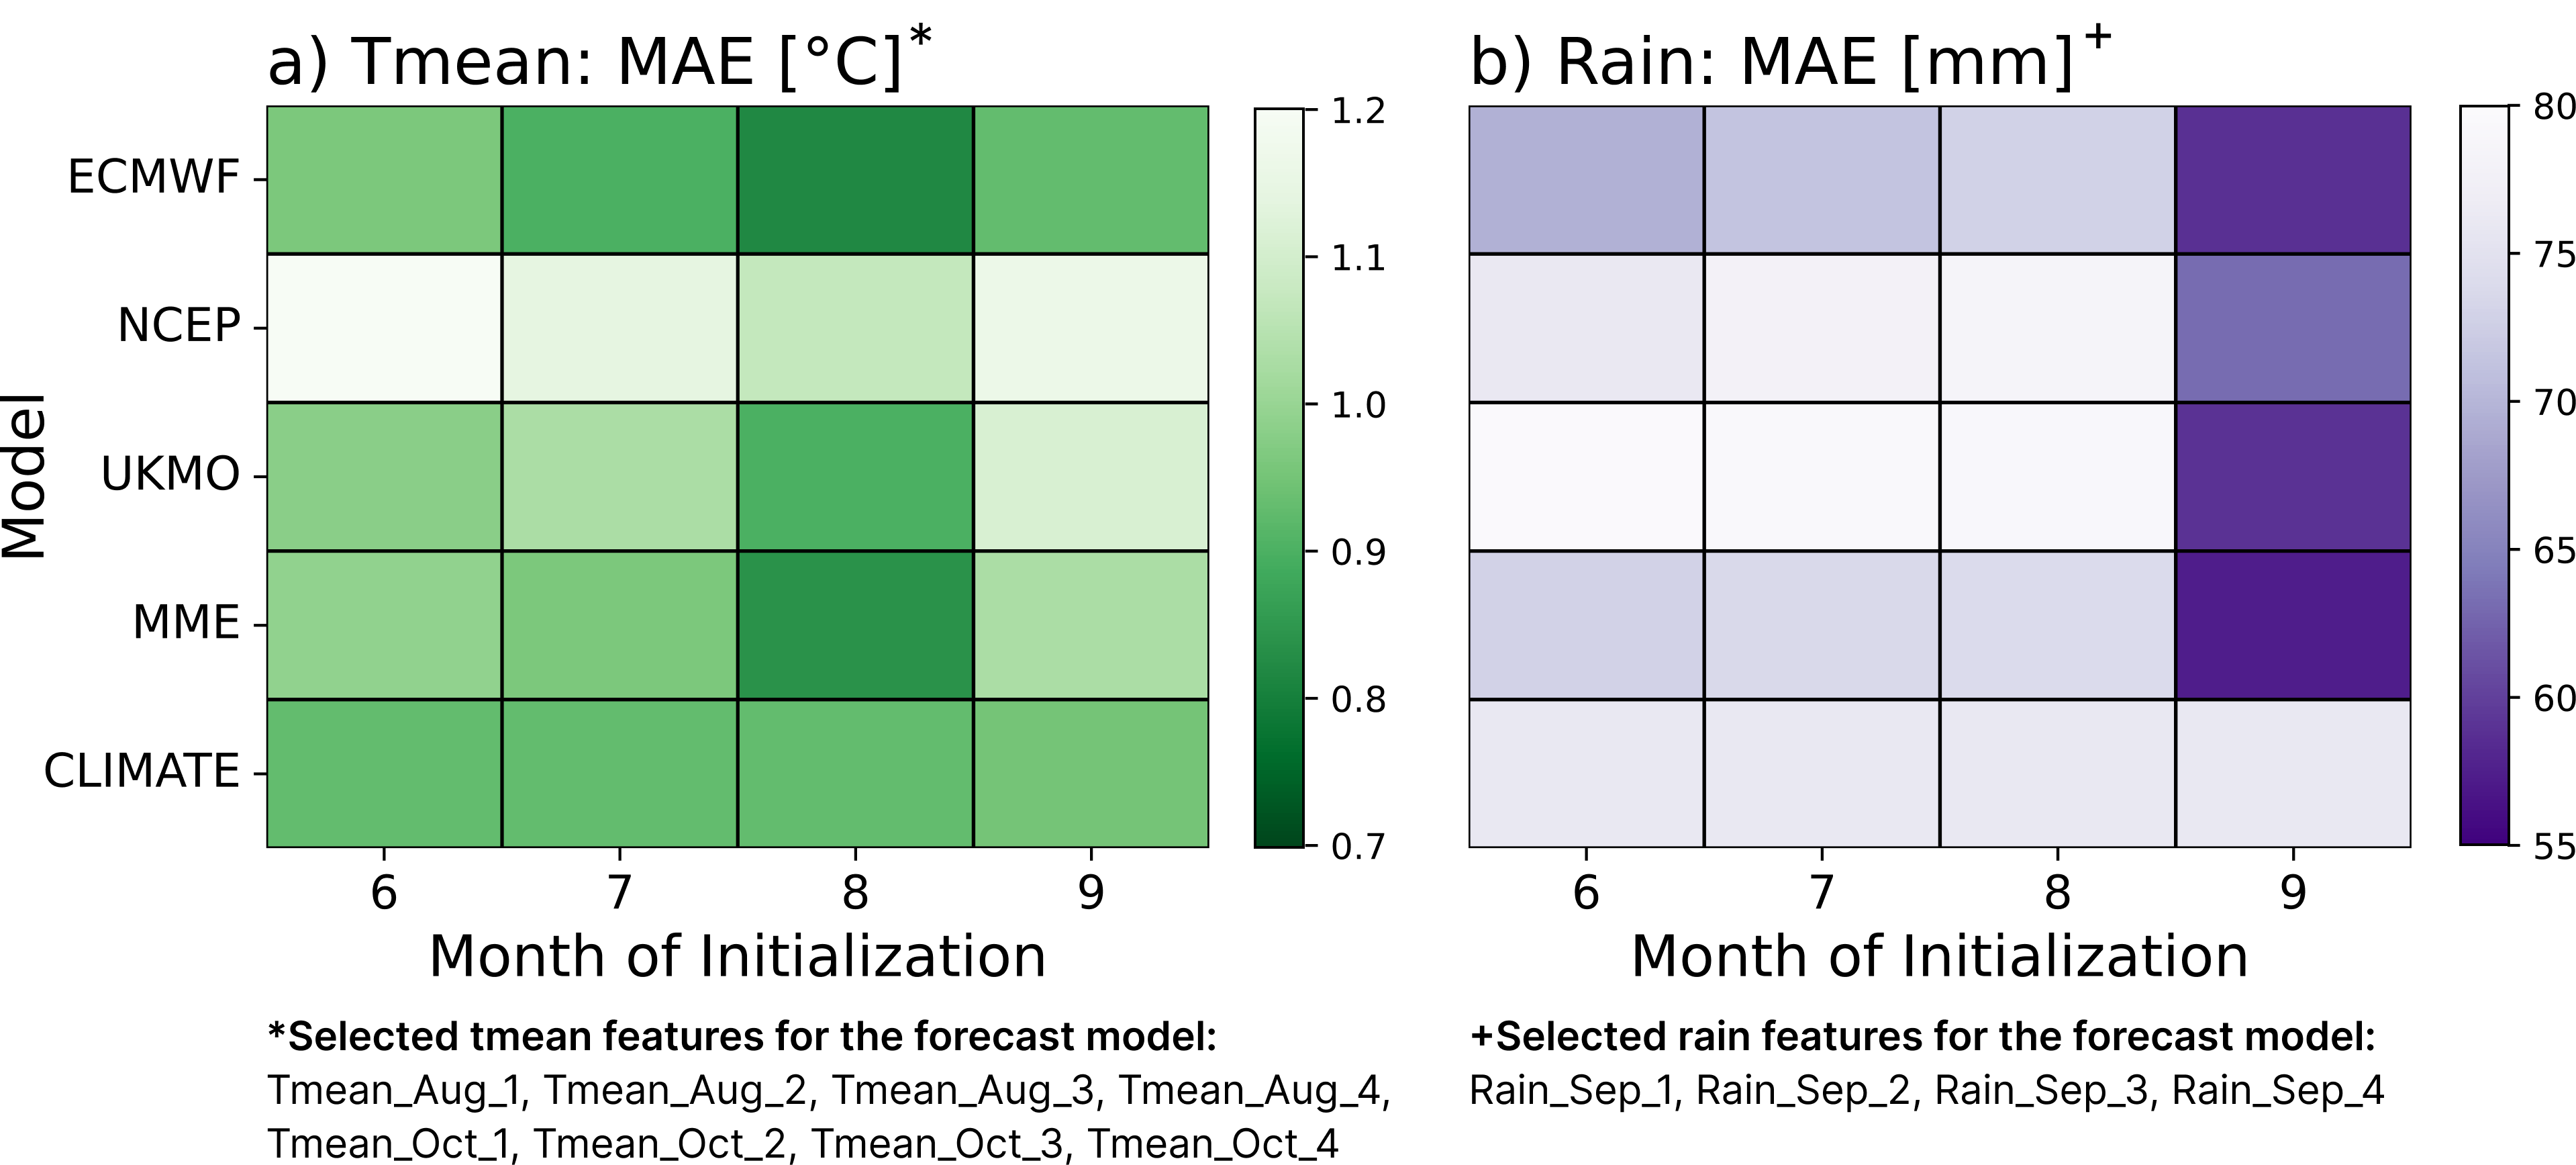 a) Tmean: MAE [°C]*
1.2
1.1
1.0
0.9
0.8
0.7
Model
ECMWF
NCEP
UKMO
MME
CLIMATE
6 7 8 9
Month of Initialization
*Selected tmean features for the forecast model:
Tmean_Aug_1, Tmean_Aug_2, Tmean_Aug_3, Tmean_Aug_4,
Tmean_Oct_1, Tmean_Oct_2, Tmean_Oct_3, Tmean_Oct_4
b) Rain: MAE [mm]+
80
75
70
65
60
55
6 7 8 9
Month of Initialization
+Selected rain features for the forecast model:
Rain_Sep_1, Rain_Sep_2, Rain_Sep_3, Rain_Sep_4